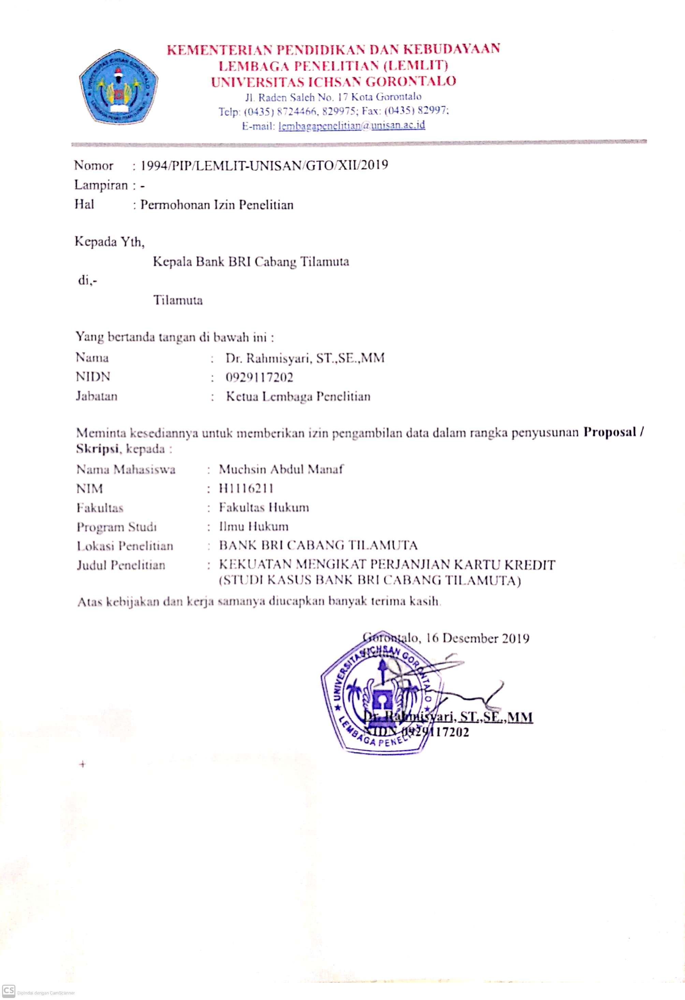 KEMENTERIAN PENDIDIKAN DAN KEBUDAYAAN
LEMBAGA PENELITIAN (LEMLIT)
UNIVERSITAS ICHSAN GORONTALO
Jl. Raden Saleh No. 17 Kota Gorontalo
Telp: (0435) 8724466, 829975; Fax: (0435) 82997;
E-mail: lembagapenelitian@unisan.ac.id
UNIVERSITAS ICHSAN GORONTALO
Nomor : 1994/PIP/LEMLIT-UNISAN/GTO/XII/2019
Lampiran : -
Hal : Permohonan Izin Penelitian
Kepada Yth,
Kepala Bank BRI Cabang Tilamuta
di,-
Tilamuta
Yang bertanda tangan di bawah ini :
Nama : Dr. Rahmisyari, ST.,SE.,MM
NIDN : 0929117202
Jabatan : Ketua Lembaga Penelitian
Meminta kesediannya untuk memberikan izin pengambilan data dalam rangka penyusunan Proposal /
Skripsi, kepada :
Nama Mahasiswa : Muchsin Abdul Manaf
NIM : H1116211
Fakultas : Fakultas Hukum
Program Studi : Ilmu Hukum
Lokasi Penelitian : BANK BRI CABANG TILAMUTA
Judul Penelitian : KEKUATAN MENGIKAT PERJANJIAN KARTU KREDIT
(STUDI KASUS BANK BRI CABANG TILAMUTA)
Atas kebijakan dan kerja samanya diucapkan banyak terima kasih.
Gorontalo, 16 Desember 2019
Ketua
UNIVERSITAS ICHSAN GORONTALO
LEMBAGA PENELITIAN
Dr. Rahmisyari, ST.,SE.,MM
NIDN 0929117202
CS Dipindai dengan CamScanner